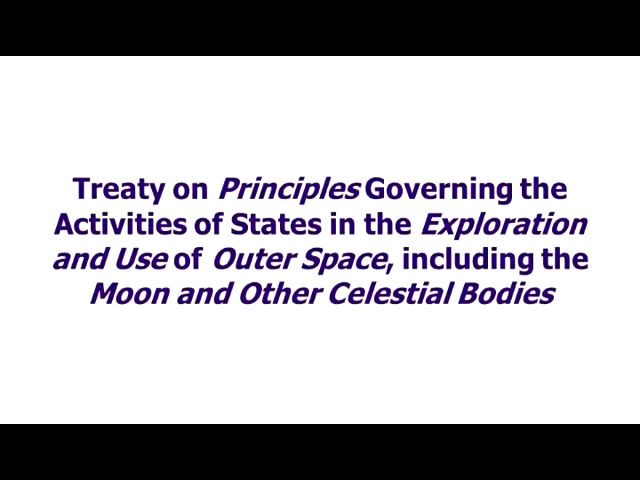 Treaty on Principles Governing the
Activities of States in the Exploration
and Use of Outer Space, including the
Moon and Other Celestial Bodies